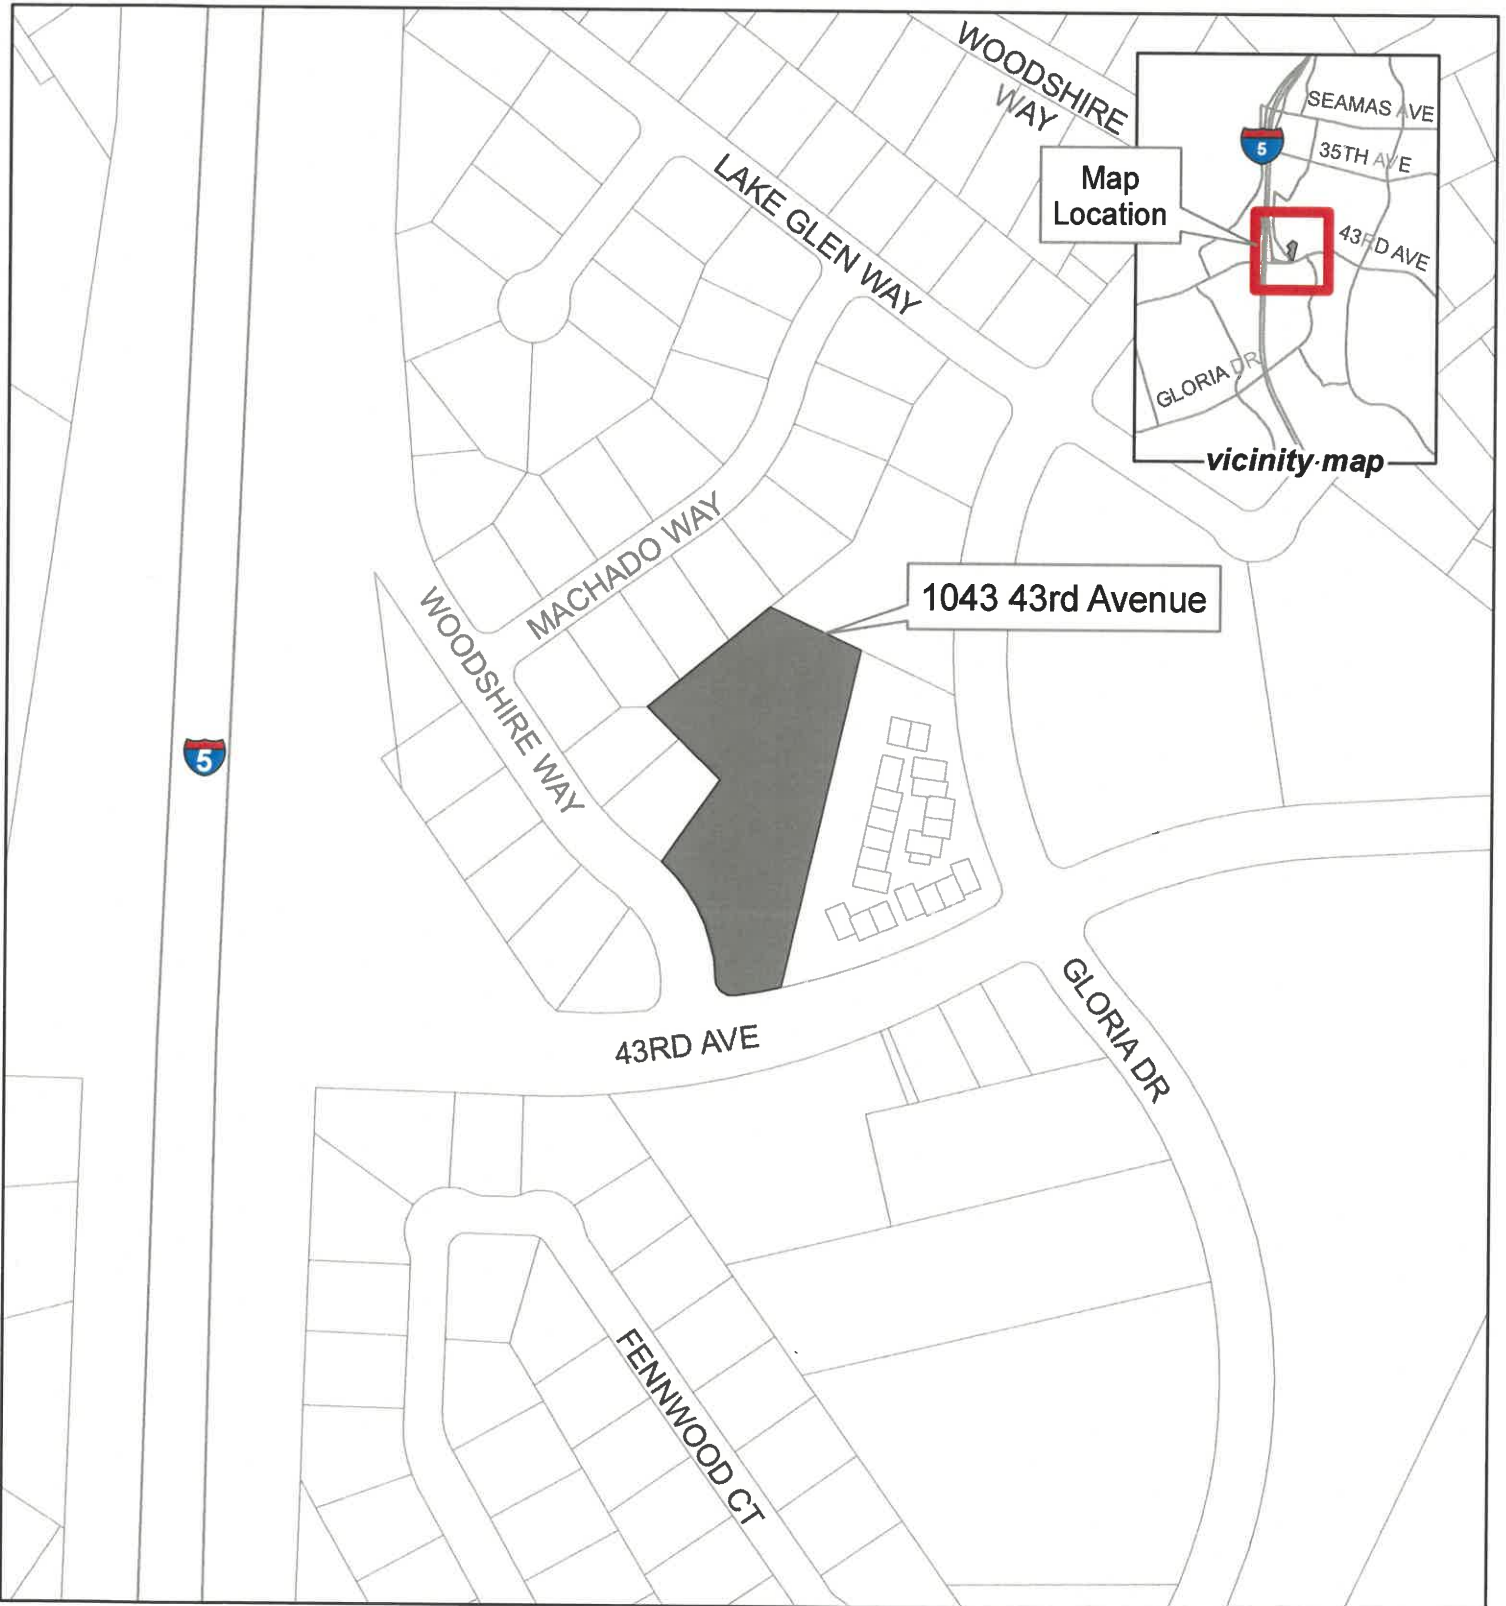 WOODSHIRE
WAY
SEAMAS AVE
5
35TH AVE
Map
Location
43RD AVE
LAKE GLEN WAY
GLORIA DR
vicinity map
MACHADO WAY
1043 43rd Avenue
WOODSHIRE WAY
5
GLORIA DR
43RD AVE
FENNWOOD CT